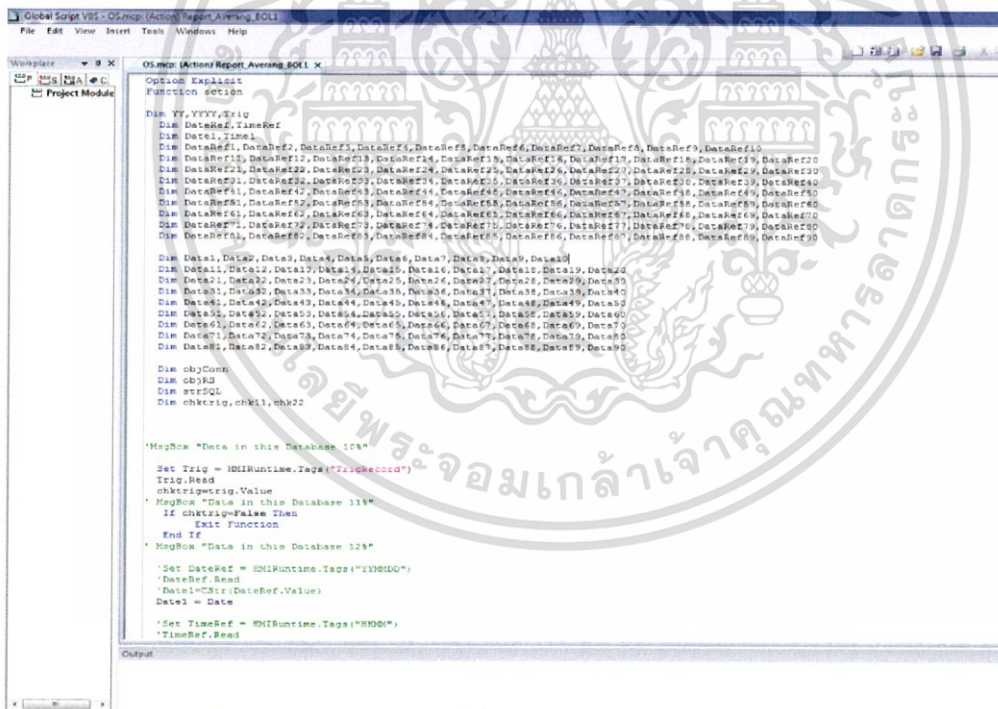 Global Script VBS - OS.mcp: (Action) Report_Averang_BOL1
File Edit View Insert Tools Windows Help
Workplace
OS.mcp: (Action) Report_Averang_BOL1 ×
Project Module
Option Explicit
Function action
Dim YY,YYYY,Trig
Dim DateRef,TimeRef
Dim Date1,Time1
Dim DataRef1,DataRef2,DataRef3,DataRef4,DataRef5,DataRef6,DataRef7,DataRef8,DataRef9,DataRef10
Dim DataRef11,DataRef12,DataRef13,DataRef14,DataRef15,DataRef16,DataRef17,DataRef18,DataRef19,DataRef20
Dim DataRef21,DataRef22,DataRef23,DataRef24,DataRef25,DataRef26,DataRef27,DataRef28,DataRef29,DataRef30
Dim DataRef31,DataRef32,DataRef33,DataRef34,DataRef35,DataRef36,DataRef37,DataRef38,DataRef39,DataRef40
Dim DataRef41,DataRef42,DataRef43,DataRef44,DataRef45,DataRef46,DataRef47,DataRef48,DataRef49,DataRef50
Dim DataRef51,DataRef52,DataRef53,DataRef54,DataRef55,DataRef56,DataRef57,DataRef58,DataRef59,DataRef60
Dim DataRef61,DataRef62,DataRef63,DataRef64,DataRef65,DataRef66,DataRef67,DataRef68,DataRef69,DataRef70
Dim DataRef71,DataRef72,DataRef73,DataRef74,DataRef75,DataRef76,DataRef77,DataRef78,DataRef79,DataRef80
Dim DataRef81,DataRef82,DataRef83,DataRef84,DataRef85,DataRef86,DataRef87,DataRef88,DataRef89,DataRef90
Dim Data1,Data2,Data3,Data4,Data5,Data6,Data7,Data8,Data9,Data10
Dim Data11,Data12,Data13,Data14,Data15,Data16,Data17,Data18,Data19,Data20
Dim Data21,Data22,Data23,Data24,Data25,Data26,Data27,Data28,Data29,Data30
Dim Data31,Data32,Data33,Data34,Data35,Data36,Data37,Data38,Data39,Data40
Dim Data41,Data42,Data43,Data44,Data45,Data46,Data47,Data48,Data49,Data50
Dim Data51,Data52,Data53,Data54,Data55,Data56,Data57,Data58,Data59,Data60
Dim Data61,Data62,Data63,Data64,Data65,Data66,Data67,Data68,Data69,Data70
Dim Data71,Data72,Data73,Data74,Data75,Data76,Data77,Data78,Data79,Data80
Dim Data81,Data82,Data83,Data84,Data85,Data86,Data87,Data88,Data89,Data90
Dim objConn
Dim objRS
Dim strSQL
Dim chktrig,chk11,chk22
'MsgBox "Data in this Database 10%"
Set Trig = HMIRuntime.Tags("TrigRecord")
Trig.Read
chktrig=trig.Value
' MsgBox "Data in this Database 11%"
If chktrig=False Then
Exit Function
End If
' MsgBox "Data in this Database 12%"
'Set DateRef = HMIRuntime.Tags("YYMMDD")
'DateRef.Read
'Date1=CStr(DateRef.Value)
Date1 = Date
'Set TimeRef = HMIRuntime.Tags("HHMM")
'TimeRef.Read
Output